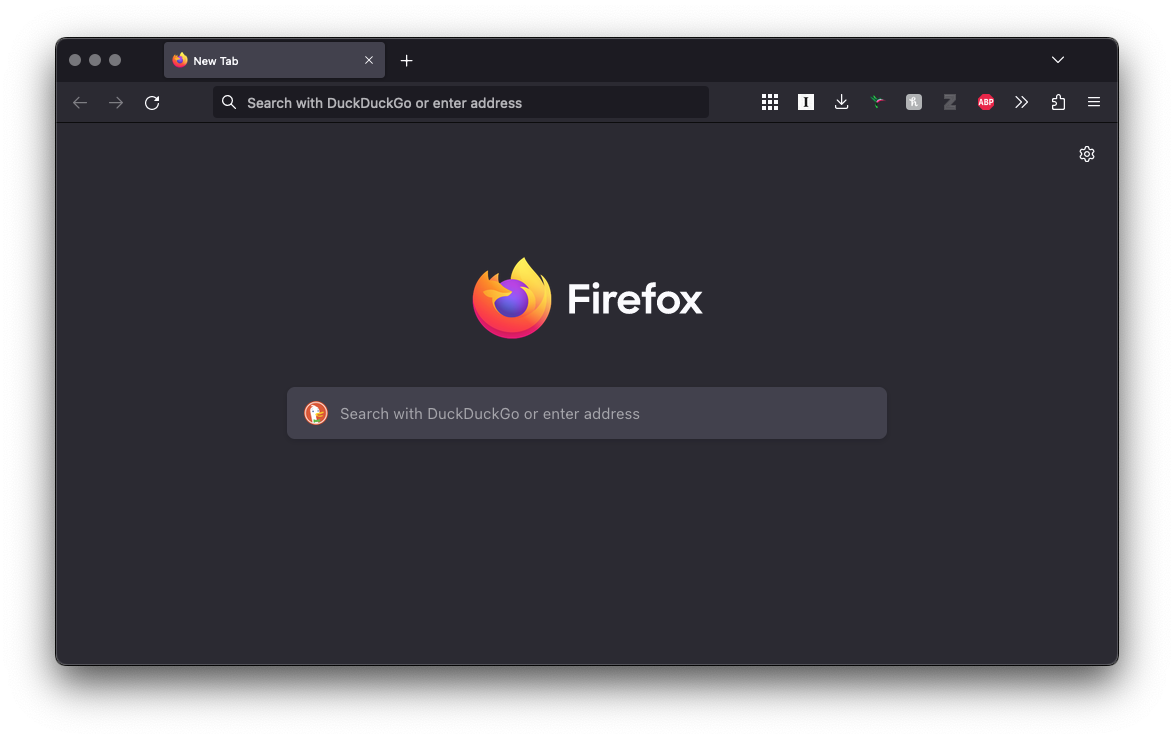 New Tab
Search with DuckDuckGo or enter address
I
h
Z
ABP
Firefox
Search with DuckDuckGo or enter address